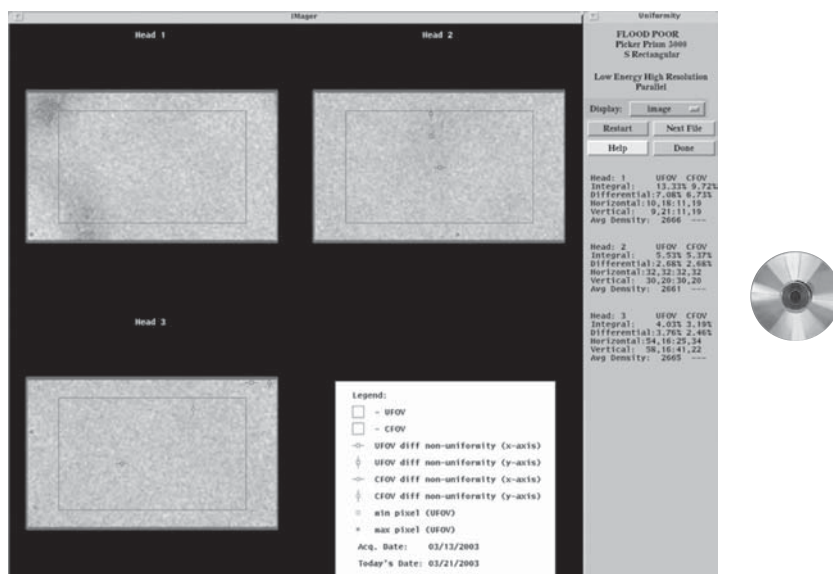 IMager
Uniformity
Head 1
Head 2
FLOOD POOR
Picker Prism 3000
S Rectangular
Low Energy High Resolution
Parallel
Display: Image
Restart Next File
Help Done
Head: 1 UFOV CFOV
Integral: 13.33% 9.72%
Differential:7.08% 6.73%
Horizontal:10,18:11,19
Vertical: 9,21:11,19
Avg Density: 2666 ---
Head: 2 UFOV CFOV
Integral: 5.53% 5.37%
Differential:2.68% 2.68%
Horizontal:32,32:32,32
Vertical: 30,20:30,20
Avg Density: 2661 ---
Head: 3 UFOV CFOV
Integral: 4.03% 3.19%
Differential:3.76% 2.46%
Horizontal:54,16:25,34
Vertical: 58,16:41,22
Avg Density: 2665 ---
Head 3
Legend:
- UFOV
- CFOV
UFOV diff non-uniformity (x-axis)
UFOV diff non-uniformity (y-axis)
CFOV diff non-uniformity (x-axis)
CFOV diff non-uniformity (y-axis)
min pixel (UFOV)
max pixel (UFOV)
Acq. Date: 03/13/2003
Today's Date: 03/21/2003